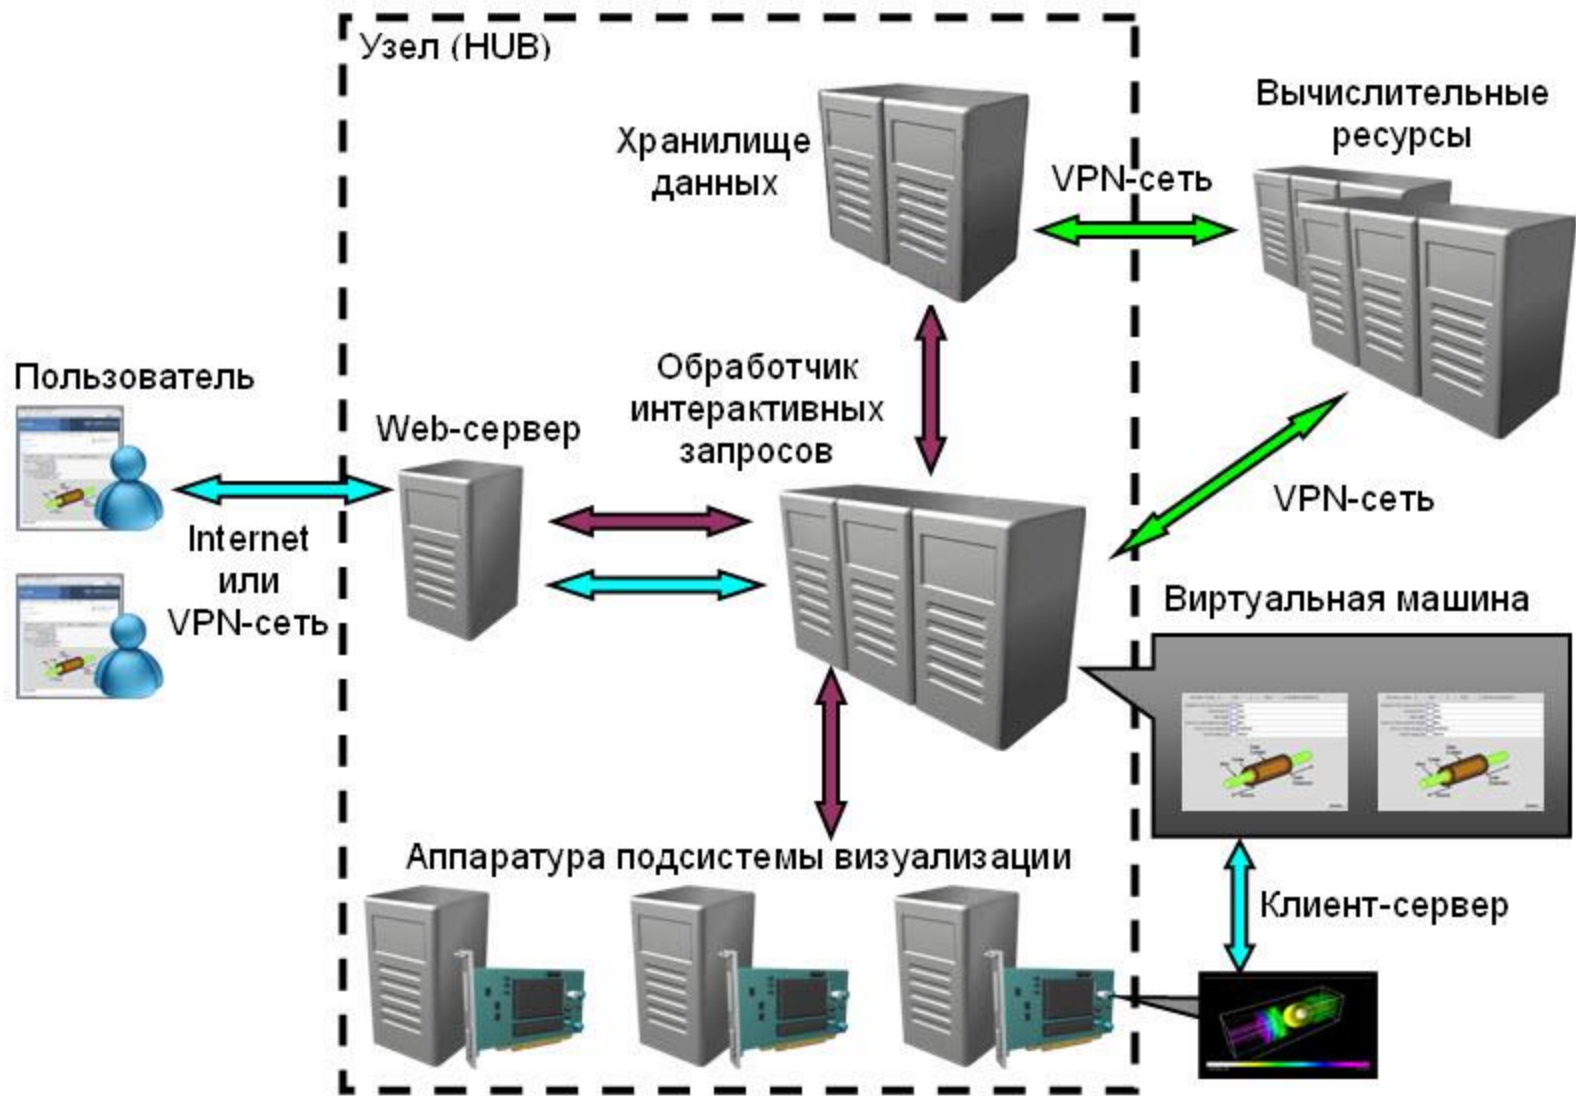 Узел (HUB)
Хранилище
данных
VPN-сеть
Вычислительные
ресурсы
Пользователь
Internet
или
VPN-сеть
Web-сервер
Обработчик
интерактивных
запросов
VPN-сеть
Виртуальная машина
Аппаратура подсистемы визуализации
Клиент-сервер